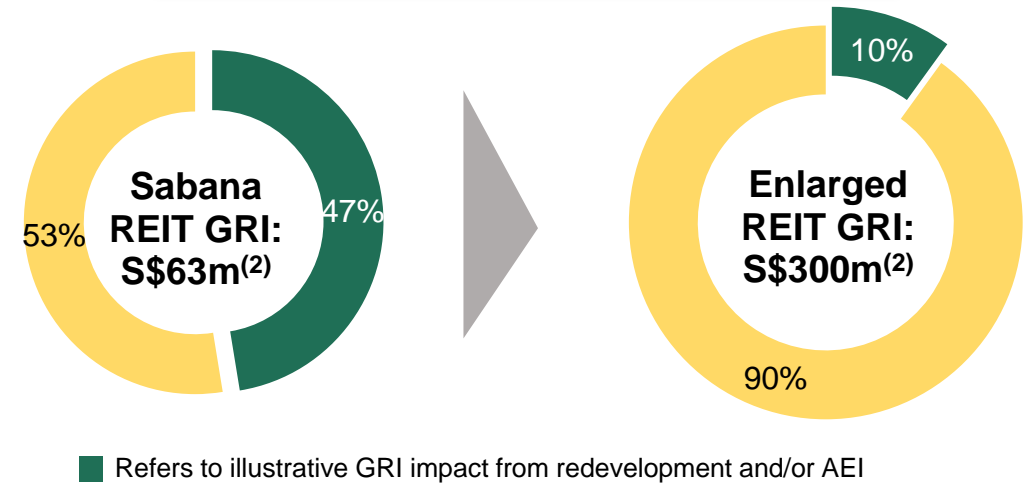 53%
Sabana
REIT GRI:
S$63m(2)
47%
10%
Enlarged
REIT GRI:
S$300m(2)
90%
Refers to illustrative GRI impact from redevelopment and/or AEI